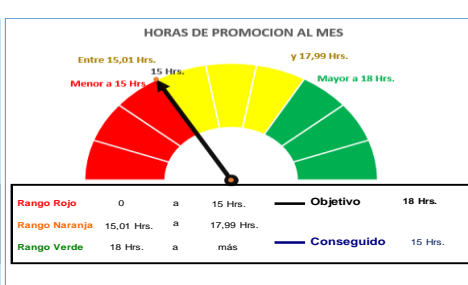 HORAS DE PROMOCION AL MES
Entre 15,01 Hrs. y 17,99 Hrs.
15 Hrs.
Menor a 15 Hrs. Mayor a 18 Hrs.
Rango Rojo 0 a 15 Hrs. Objetivo 18 Hrs.
Rango Naranja 15,01 Hrs. a 17,99 Hrs.
Rango Verde 18 Hrs. a más Conseguido 15 Hrs.